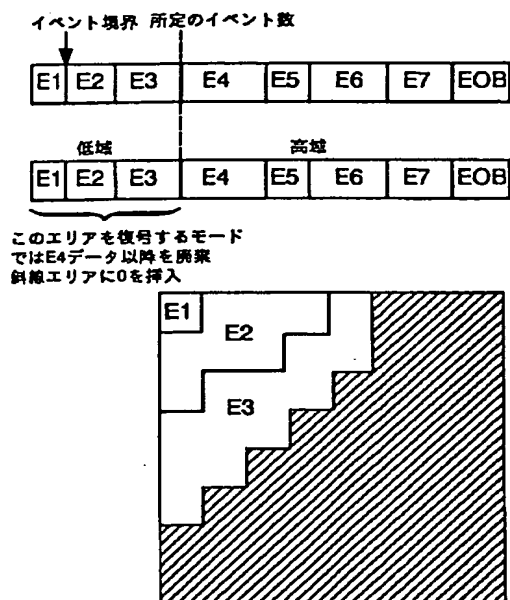 イベント境界 所定のイベント数
E1 E2 E3 E4 E5 E6 E7 EOB
低域 高域
E1 E2 E3 E4 E5 E6 E7 EOB
このエリアを復号するモード
ではE4データ以降を廃棄
斜線エリアに0を挿入
E1
E2
E3